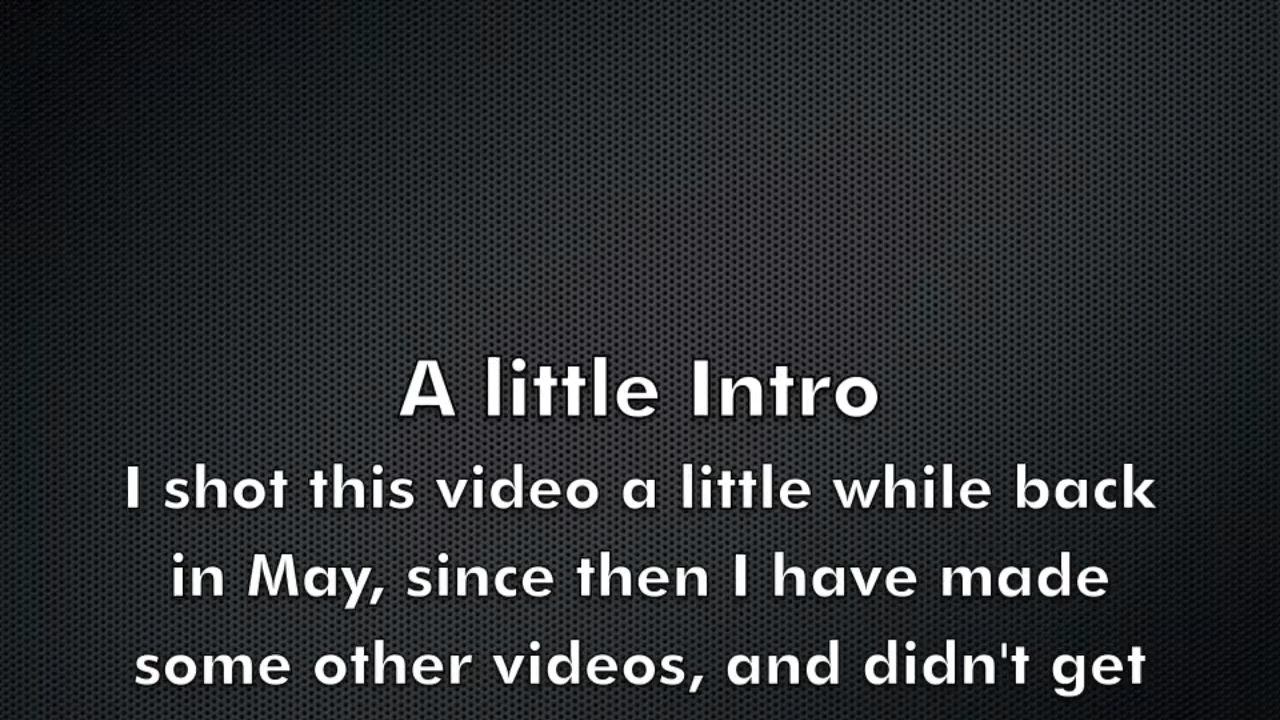 A little Intro
I shot this video a little while back
in May, since then I have made
some other videos, and didn't get